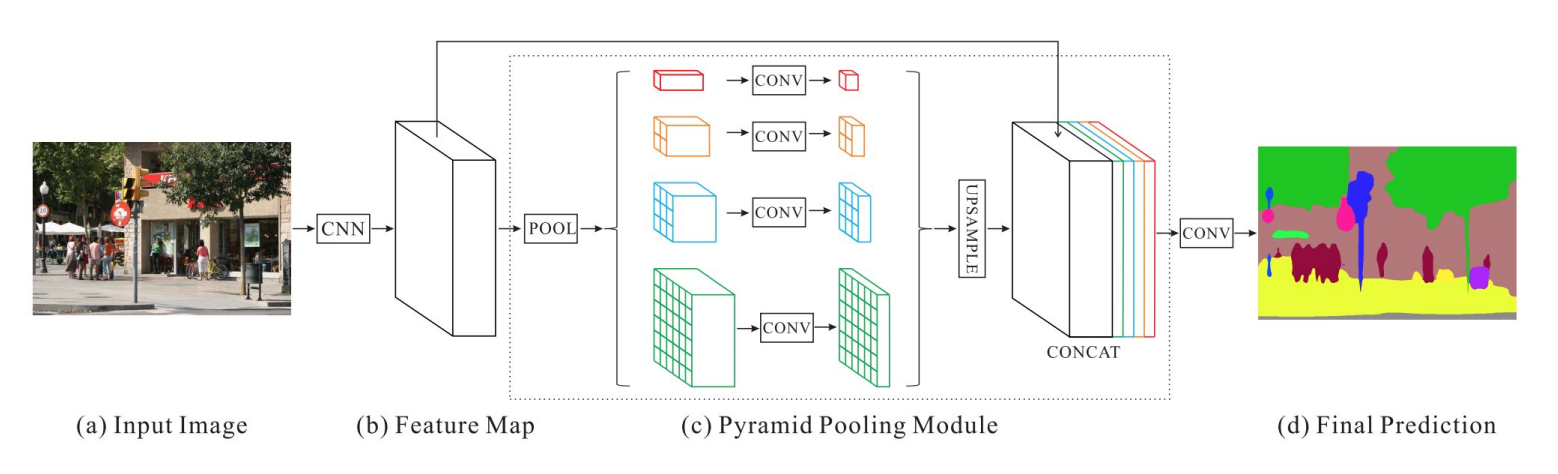 CNN
POOL
CONV
CONV
CONV
CONV
UPSAMPLE
CONCAT
CONV
(a) Input Image
(b) Feature Map
(c) Pyramid Pooling Module
(d) Final Prediction